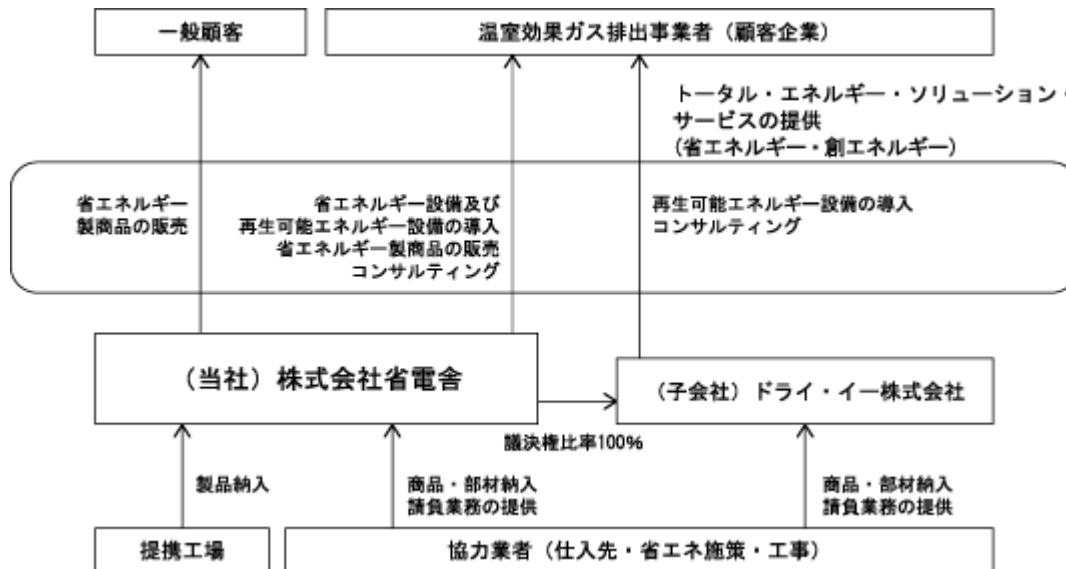 一般顧客
温室効果ガス排出事業者（顧客企業）
トータル・エネルギー・ソリューション・
サービスの提供
（省エネルギー・創エネルギー）
省エネルギー
製商品の販売
省エネルギー設備及び
再生可能エネルギー設備の導入
省エネルギー製商品の販売
コンサルティング
再生可能エネルギー設備の導入
コンサルティング
（当社）株式会社省電舎
（子会社）ドライ・イー株式会社
議決権比率100％
製品納入
商品・部材納入
請負業務の提供
商品・部材納入
請負業務の提供
提携工場
協力業者（仕入先・省エネ施策・工事）